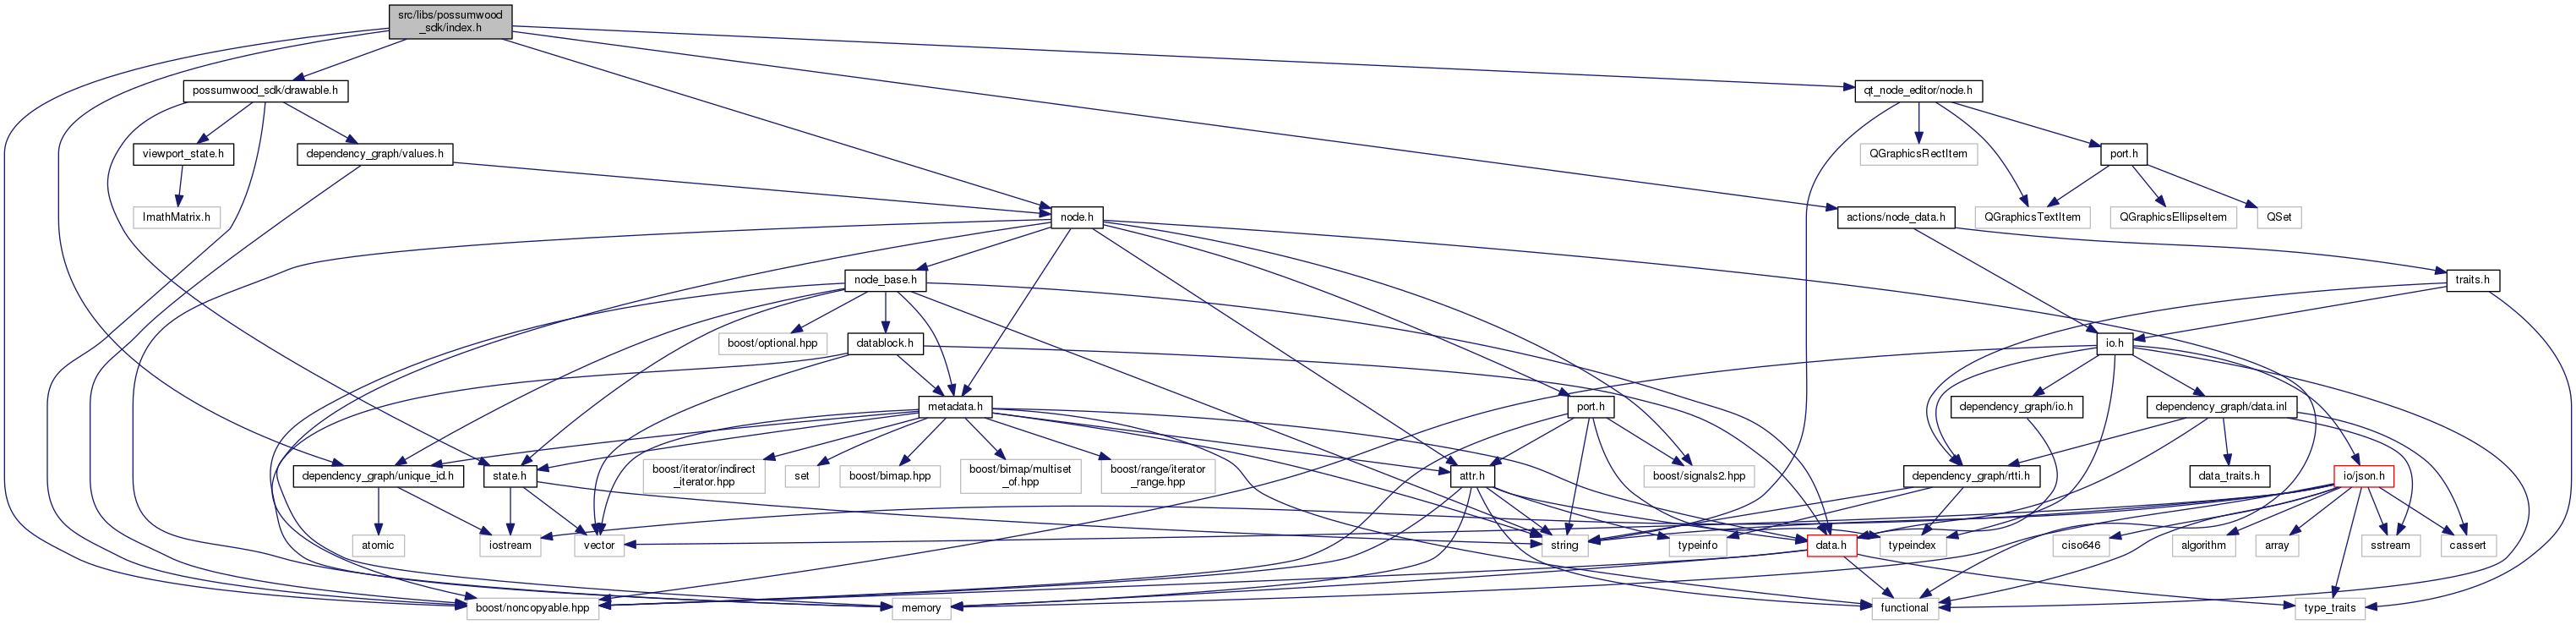 src/libs/possumwood
_sdk/index.h
possumwood_sdk/drawable.h
qt_node_editor/node.h
viewport_state.h
dependency_graph/values.h
QGraphicsRectItem
port.h
ImathMatrix.h
node.h
actions/node_data.h
QGraphicsTextItem
QGraphicsEllipseItem
QSet
node_base.h
traits.h
boost/optional.hpp
datablock.h
io.h
metadata.h
port.h
dependency_graph/io.h
dependency_graph/data.inl
dependency_graph/unique_id.h
state.h
boost/iterator/indirect
_iterator.hpp
set
boost/bimap.hpp
boost/bimap/multiset
_of.hpp
boost/range/iterator
_range.hpp
attr.h
boost/signals2.hpp
dependency_graph/rtti.h
data_traits.h
io/json.h
atomic
iostream
vector
string
typeinfo
data.h
typeindex
ciso646
algorithm
array
sstream
cassert
boost/noncopyable.hpp
memory
functional
type_traits